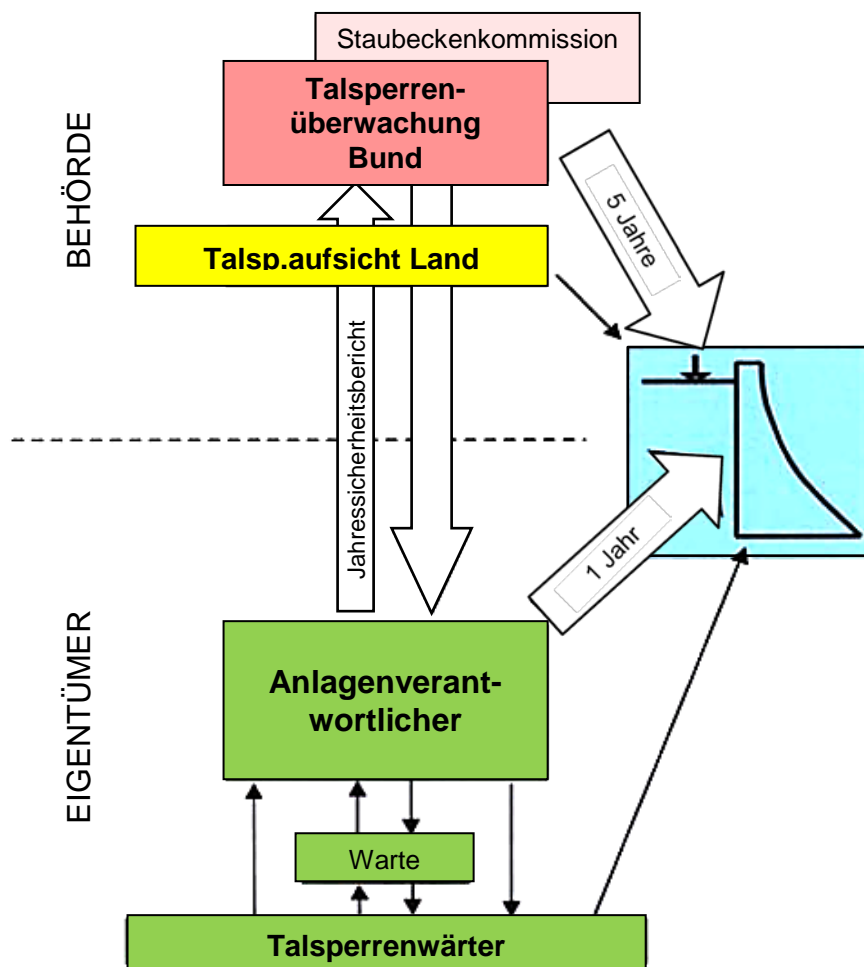 Staubeckenkommission
Talsperren-
überwachung
Bund
BEHÖRDE
5 Jahre
Talsp.aufsicht Land
Jahressicherheitsbericht
1 Jahr
EIGENTÜMER
Anlagenverant-
wortlicher
Warte
Talsperrenwärter